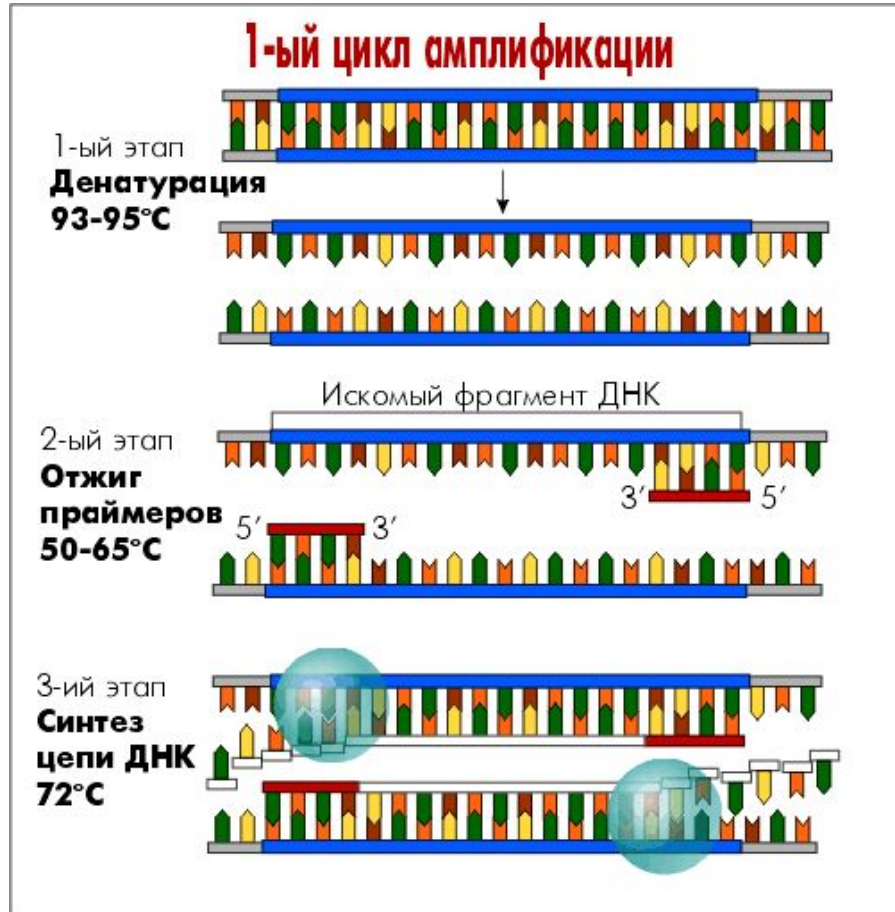 1-ый цикл амплификации
1-ый этап
Денатурация
93-95°C
Искомый фрагмент ДНК
2-ый этап
Отжиг
праймеров
50-65°C
3′ 5′
5′ 3′
3-ий этап
Синтез
цепи ДНК
72°C